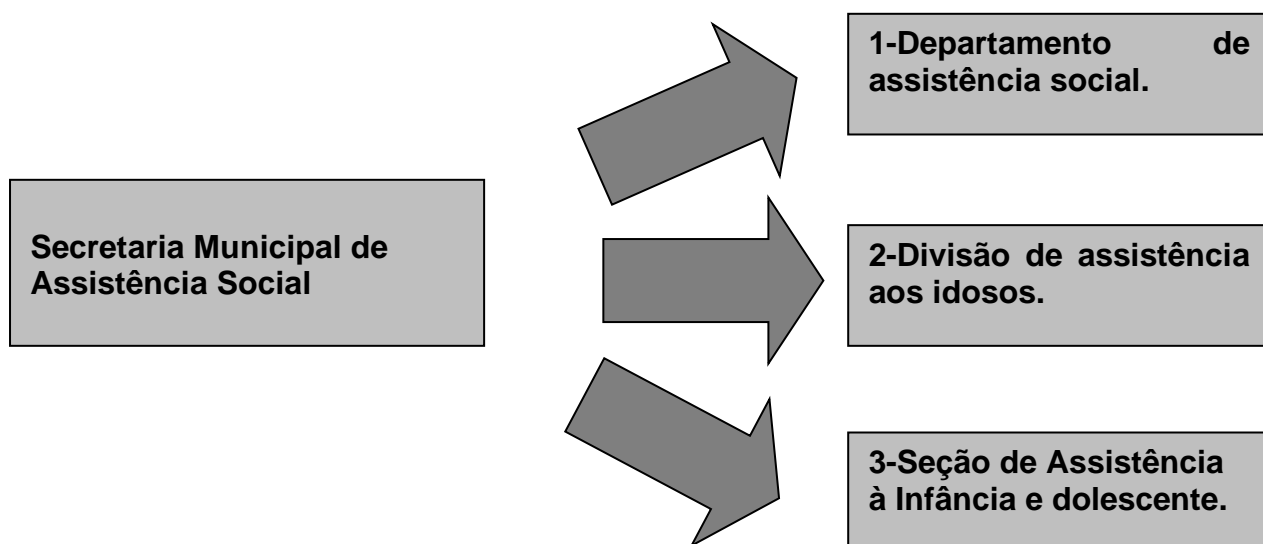 1-Departamento de
assistência social.
Secretaria Municipal de
Assistência Social
2-Divisão de assistência
aos idosos.
3-Seção de Assistência
à Infância e dolescente.